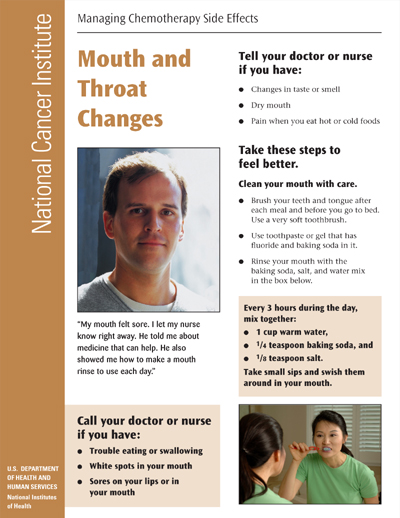 Managing Chemotherapy Side Effects
National Cancer Institute
Mouth and
Throat
Changes
"My mouth felt sore. I let my nurse
know right away. He told me about
medicine that can help. He also
showed me how to make a mouth
rinse to use each day."
Call your doctor or nurse
if you have:
● Trouble eating or swallowing
● White spots in your mouth
● Sores on your lips or in
your mouth
Tell your doctor or nurse
if you have:
● Changes in taste or smell
● Dry mouth
● Pain when you eat hot or cold foods
Take these steps to
feel better.
Clean your mouth with care.
● Brush your teeth and tongue after
each meal and before you go to bed.
Use a very soft toothbrush.
● Use toothpaste or gel that has
fluoride and baking soda in it.
● Rinse your mouth with the
baking soda, salt, and water mix
in the box below.
Every 3 hours during the day,
mix together:
● 1 cup warm water,
● 1/4 teaspoon baking soda, and
● 1/8 teaspoon salt.
Take small sips and swish them
around in your mouth.
U.S. DEPARTMENT
OF HEALTH AND
HUMAN SERVICES
National Institutes
of Health